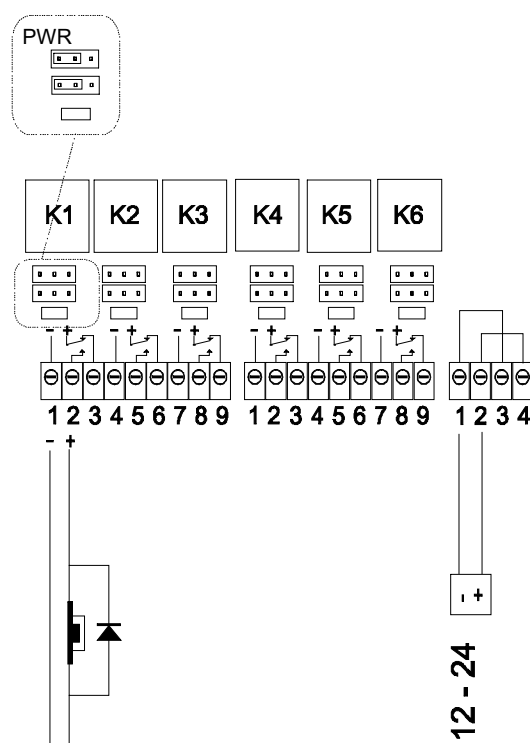 PWR
K1 K2 K3 K4 K5 K6
- + - + - - + - + - +
1 2 3 4 5 6 7 8 9 1 2 3 4 5 6 7 8 9 1 2 3 4
- +
- +
12 - 24